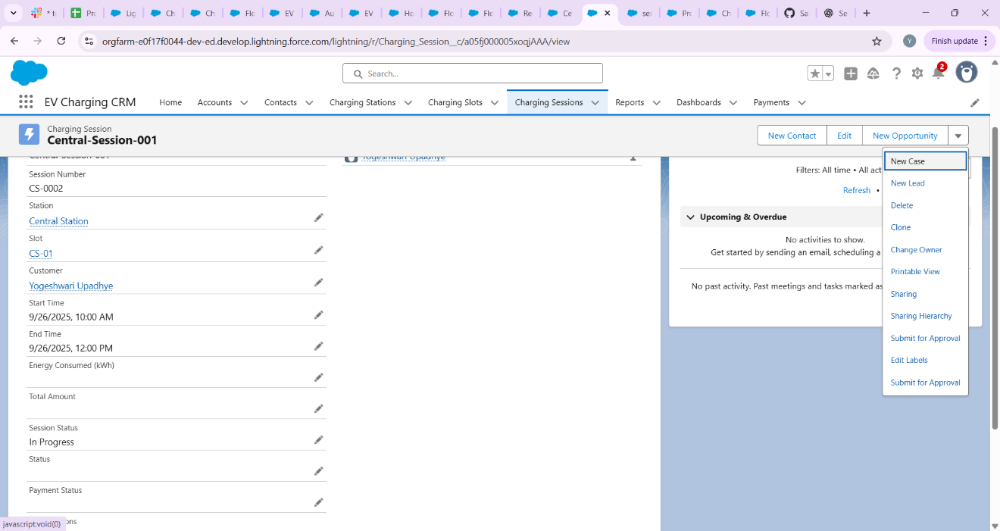 * t
Pro
Lig
Ch
Ch
Flo
EV
Au
EV
Ho
Flo
Flo
Re
Ce
sec
Pro
Ch
Flo
Sa
Se
orgfarm-e0f17f0044-dev-ed.develop.lightning.force.com/lightning/r/Charging_Session__c/a05fj000005xoqjAAA/view
Y
Finish update
Search...
2
EV Charging CRM
Home
Accounts
Contacts
Charging Stations
Charging Slots
Charging Sessions
Reports
Dashboards
Payments
Charging Session
Central-Session-001
New Contact
Edit
New Opportunity
Central-Session-001
Yogeshwari Upadhye
Session Number
CS-0002
Station
Central Station
Slot
CS-01
Customer
Yogeshwari Upadhye
Start Time
9/26/2025, 10:00 AM
End Time
9/26/2025, 12:00 PM
Energy Consumed (kWh)
Total Amount
Session Status
In Progress
Status
Payment Status
ons
javascript:void(0)
Filters: All time • All act
Refresh •
Upcoming & Overdue
No activities to show.
Get started by sending an email, scheduling a
No past activity. Past meetings and tasks marked as
New Case
New Lead
Delete
Clone
Change Owner
Printable View
Sharing
Sharing Hierarchy
Submit for Approval
Edit Labels
Submit for Approval